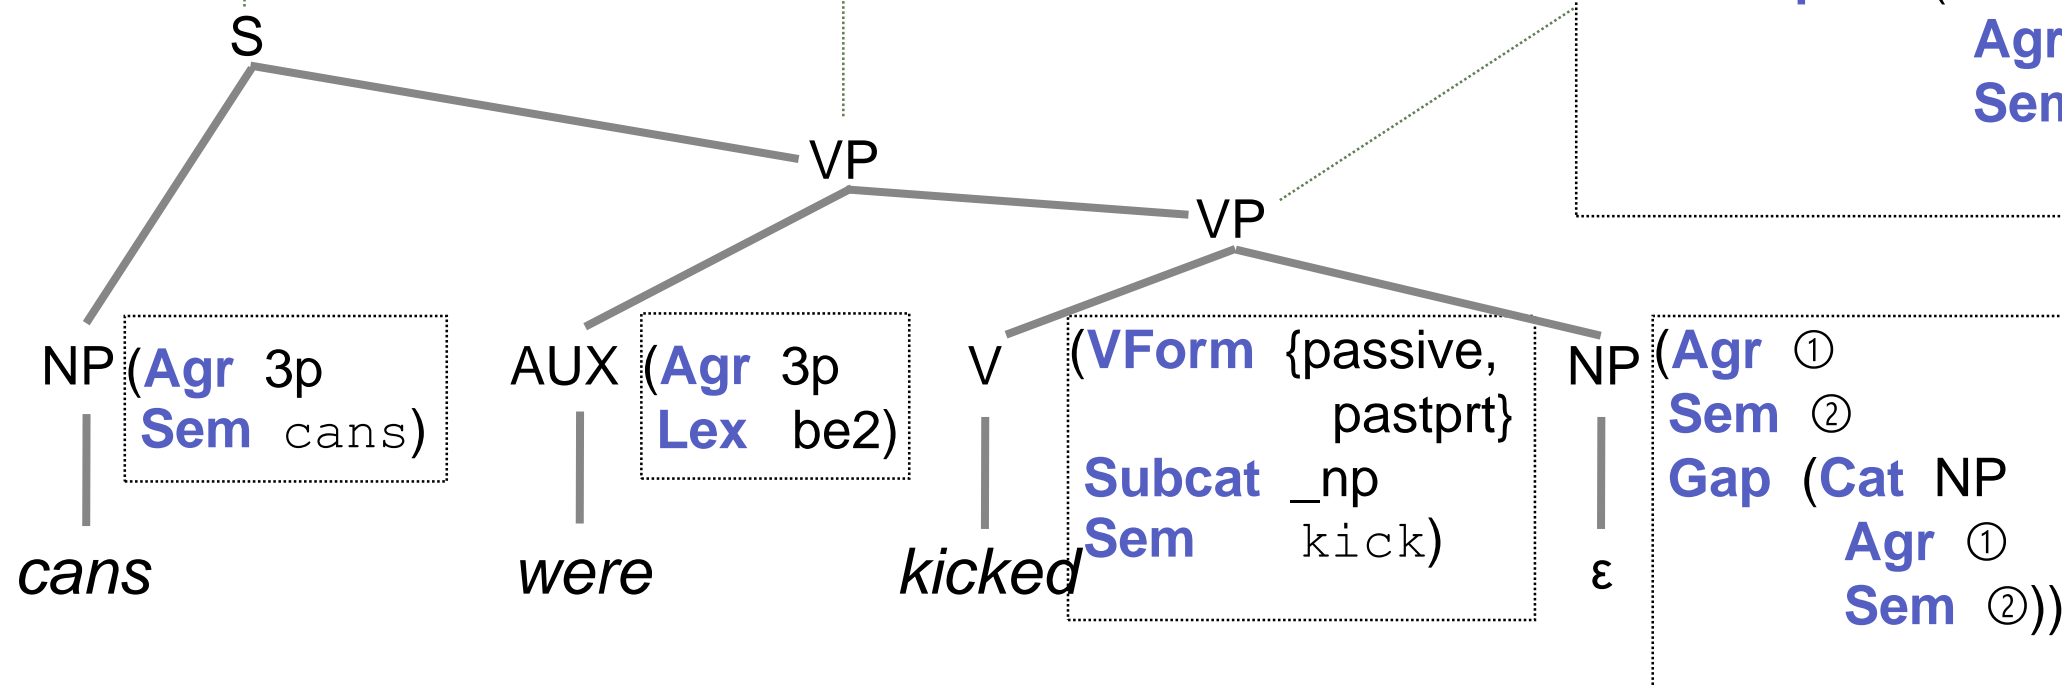 S
Agr
VP
VP
NP (Agr 3p
Sem cans)
AUX (Agr 3p
Lex be2)
V (VForm {passive,
pastprt}
Subcat _np
Sem kick)
NP (Agr ①
Sem ②
Gap (Cat NP
Agr ①
Sem ②))
cans
were
kicked
ε